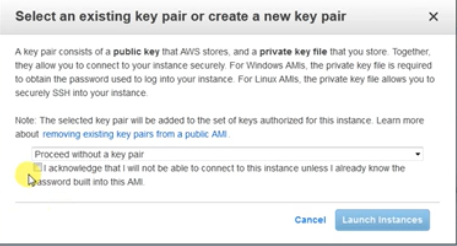 Select an existing key pair or create a new key pair
A key pair consists of a public key that AWS stores, and a private key file that you store. Together,
they allow you to connect to your instance securely. For Windows AMIs, the private key file is required
to obtain the password used to log into your instance. For Linux AMIs, the private key file allows you to
securely SSH into your instance.
Note: The selected key pair will be added to the set of keys authorized for this instance. Learn more
about removing existing key pairs from a public AMI.
Proceed without a key pair
I acknowledge that I will not be able to connect to this instance unless I already know the
password built into this AMI.
Cancel Launch Instances